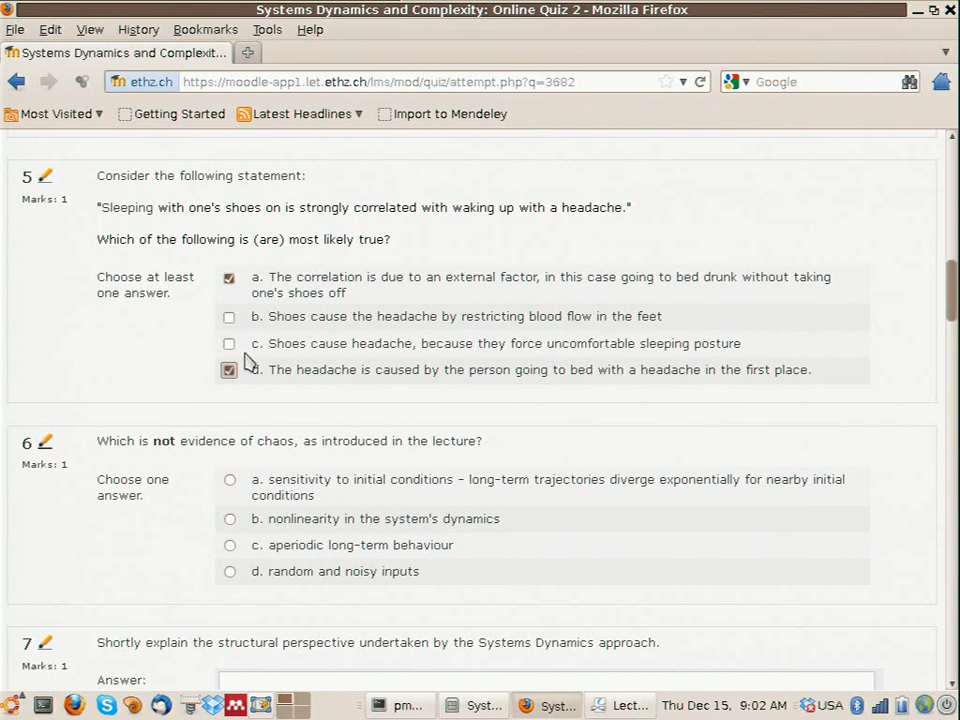 Systems Dynamics and Complexity: Online Quiz 2 - Mozilla Firefox
File Edit View History Bookmarks Tools Help
Systems Dynamics and Complexit...
ethz.ch https://moodle-app1.let.ethz.ch/lms/mod/quiz/attempt.php?q=3682 Google
Most Visited Getting Started Latest Headlines Import to Mendeley
5 Consider the following statement:
Marks: 1
"Sleeping with one's shoes on is strongly correlated with waking up with a headache."
Which of the following is (are) most likely true?
Choose at least one answer.
a. The correlation is due to an external factor, in this case going to bed drunk without taking
one's shoes off
b. Shoes cause the headache by restricting blood flow in the feet
c. Shoes cause headache, because they force uncomfortable sleeping posture
d. The headache is caused by the person going to bed with a headache in the first place.
6 Which is not evidence of chaos, as introduced in the lecture?
Marks: 1
Choose one answer.
a. sensitivity to initial conditions - long-term trajectories diverge exponentially for nearby initial
conditions
b. nonlinearity in the system's dynamics
c. aperiodic long-term behaviour
d. random and noisy inputs
7 Shortly explain the structural perspective undertaken by the Systems Dynamics approach.
Marks: 1
Answer:
pm... Syst... Syst... Lect... Thu Dec 15, 9:02 AM USA